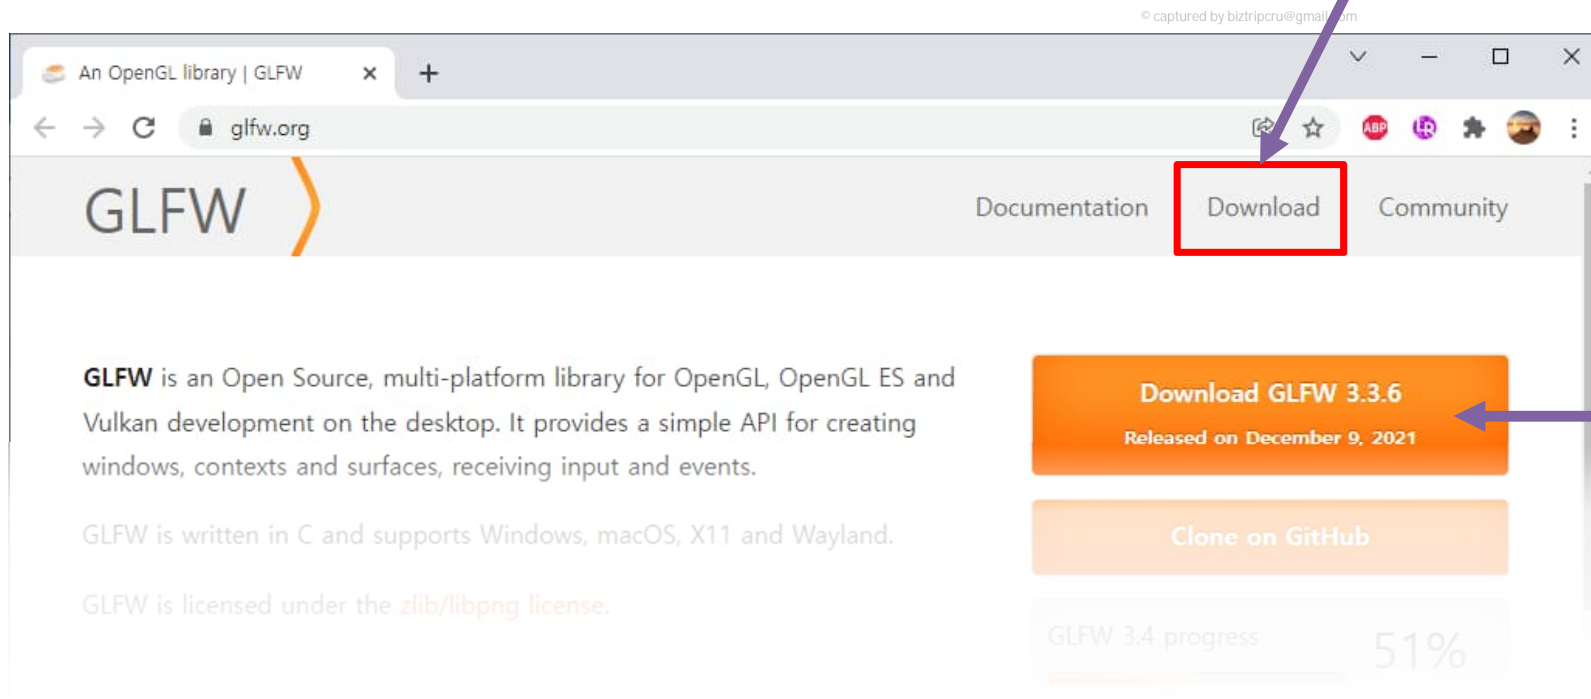 © captured by biztripcru@gmail.com
An OpenGL library | GLFW
glfw.org
ABP
GLFW
Documentation Download Community
GLFW is an Open Source, multi-platform library for OpenGL, OpenGL ES and
Vulkan development on the desktop. It provides a simple API for creating
windows, contexts and surfaces, receiving input and events.
GLFW is written in C and supports Windows, macOS, X11 and Wayland.
GLFW is licensed under the zlib/libpng license.
Download GLFW 3.3.6
Released on December 9, 2021
Clone on GitHub
GLFW 3.4 progress 51%